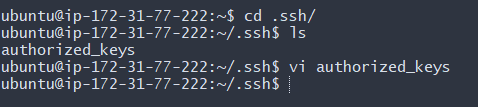 ubuntu@ip-172-31-77-222:~$ cd .ssh/
ubuntu@ip-172-31-77-222:~/.ssh$ ls
authorized_keys
ubuntu@ip-172-31-77-222:~/.ssh$ vi authorized_keys
ubuntu@ip-172-31-77-222:~/.ssh$